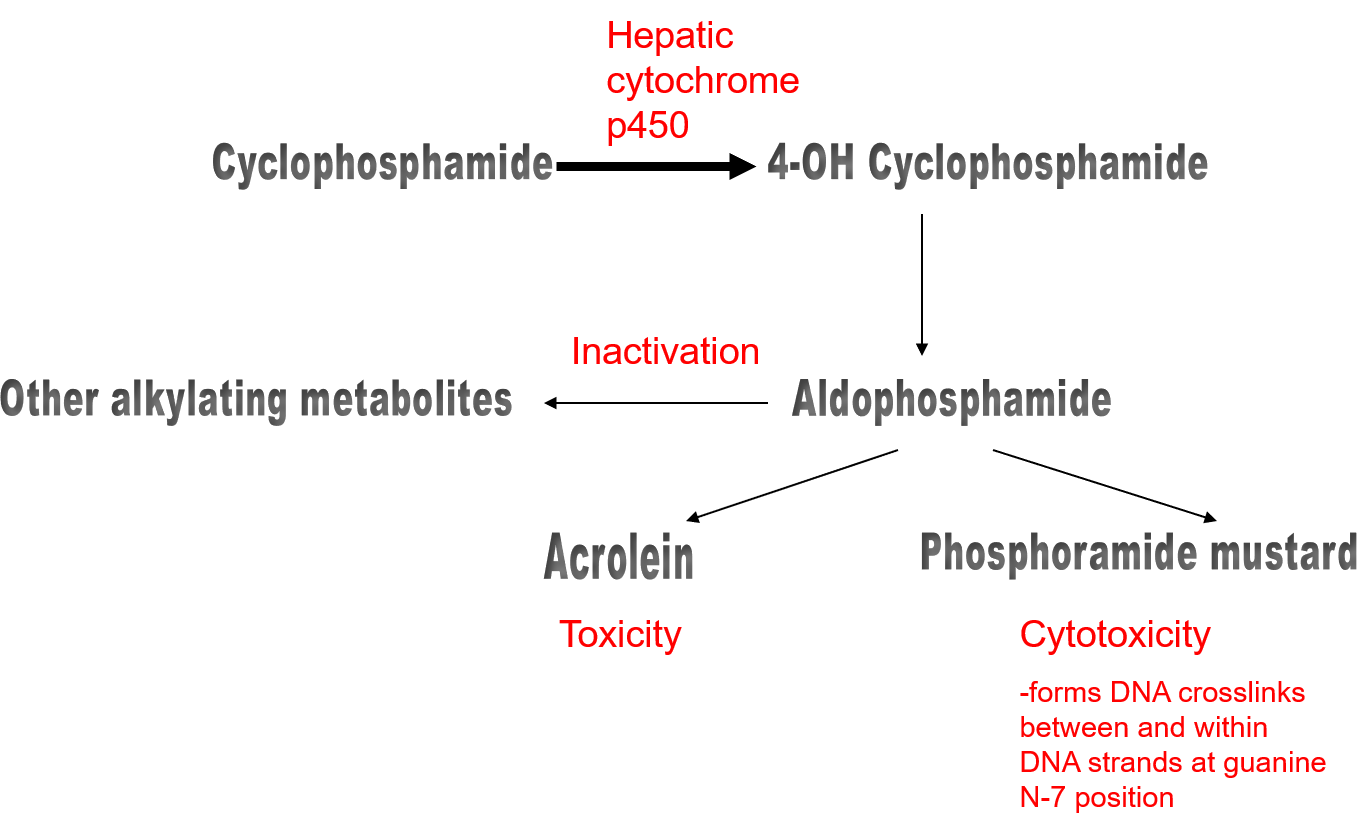 Hepatic
cytochrome
p450
Cyclophosphamide
4-OH Cyclophosphamide
Inactivation
Other alkylating metabolites
Aldophosphamide
Acrolein
Phosphoramide mustard
Toxicity
Cytotoxicity
-forms DNA crosslinks
between and within
DNA strands at guanine
N-7 position